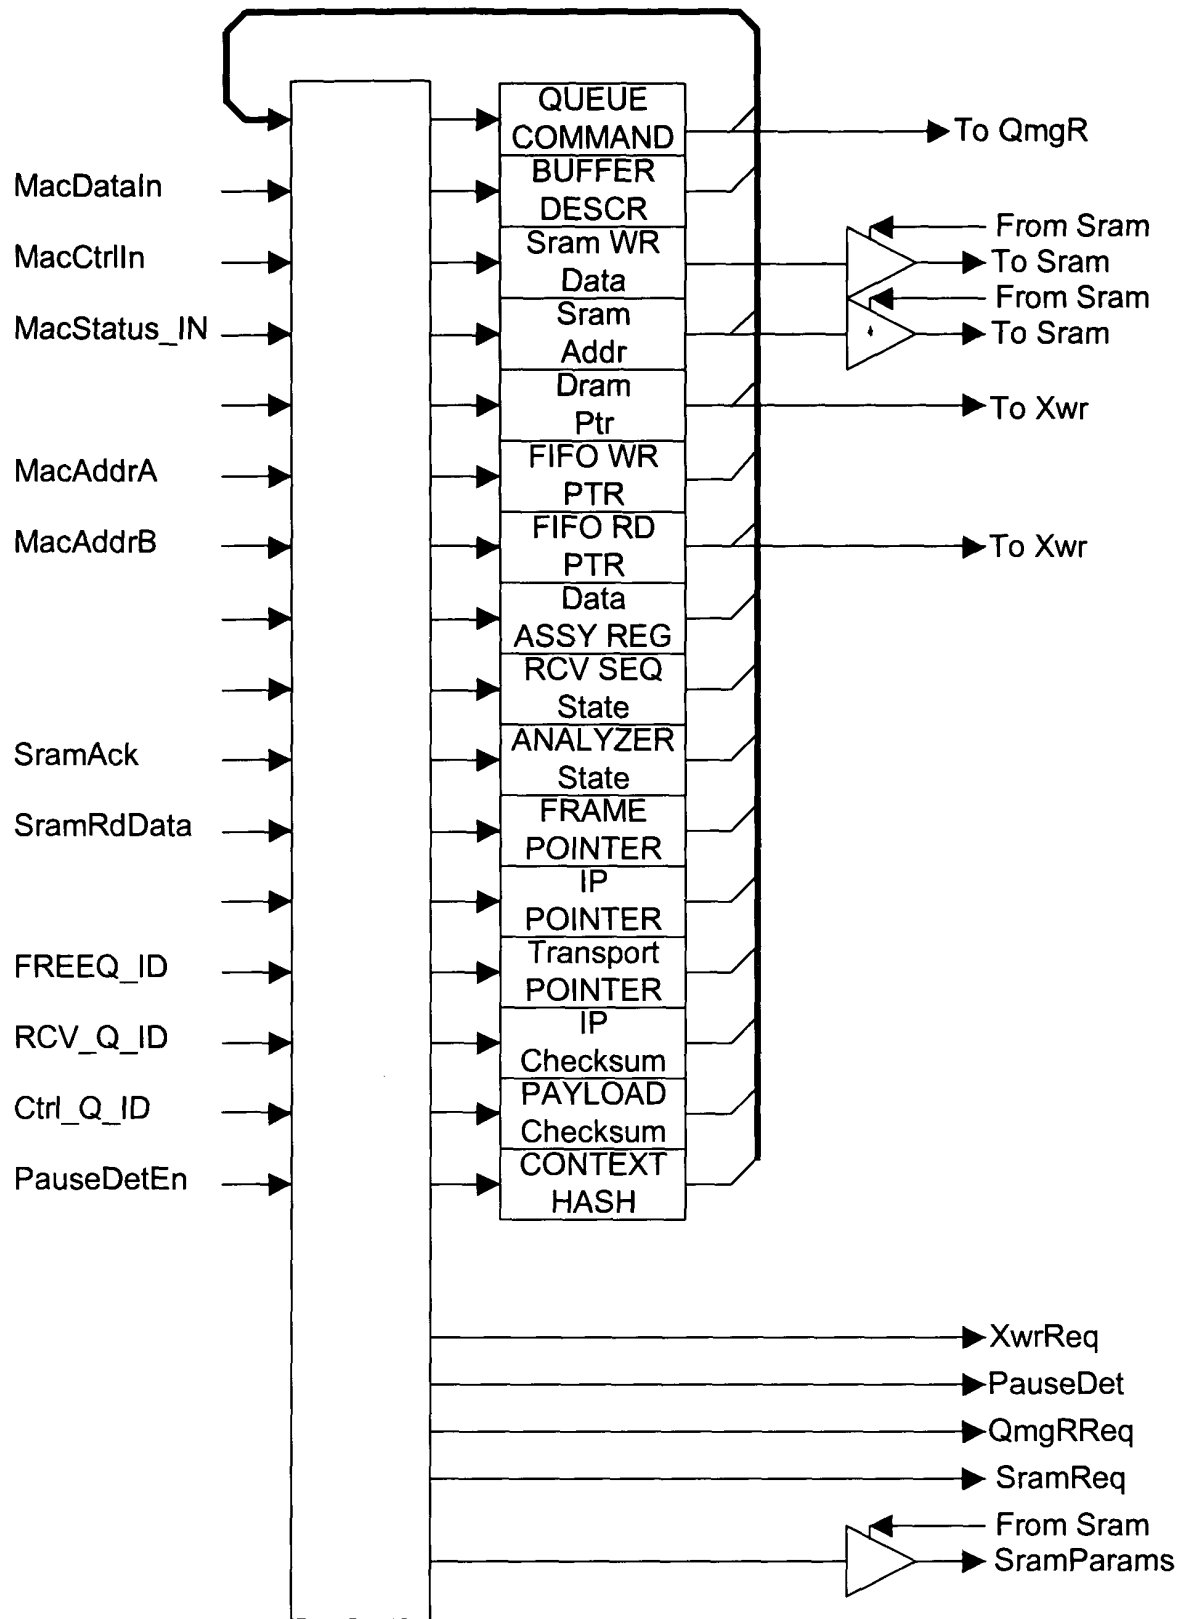 QUEUE
COMMAND
To QmgR
MacDataIn
BUFFER
DESCR
From Sram
MacCtrlIn
Sram WR
Data
To Sram
From Sram
MacStatus_IN
Sram
Addr
To Sram
Dram
Ptr
To Xwr
MacAddrA
FIFO WR
PTR
MacAddrB
FIFO RD
PTR
To Xwr
Data
ASSY REG
RCV SEQ
State
SramAck
ANALYZER
State
SramRdData
FRAME
POINTER
IP
POINTER
FREEQ_ID
Transport
POINTER
RCV_Q_ID
IP
Checksum
Ctrl_Q_ID
PAYLOAD
Checksum
PauseDetEn
CONTEXT
HASH
XwrReq
PauseDet
QmgRReq
SramReq
From Sram
SramParams